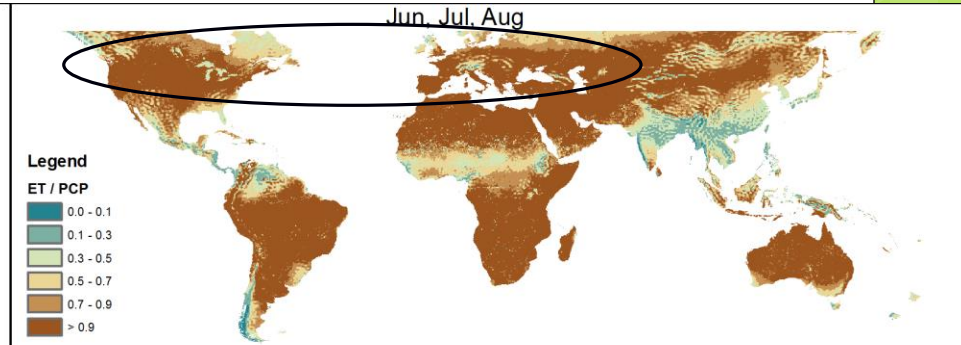 Jun, Jul, Aug
Legend
ET / PCP
0.0 - 0.1
0.1 - 0.3
0.3 - 0.5
0.5 - 0.7
0.7 - 0.9
> 0.9